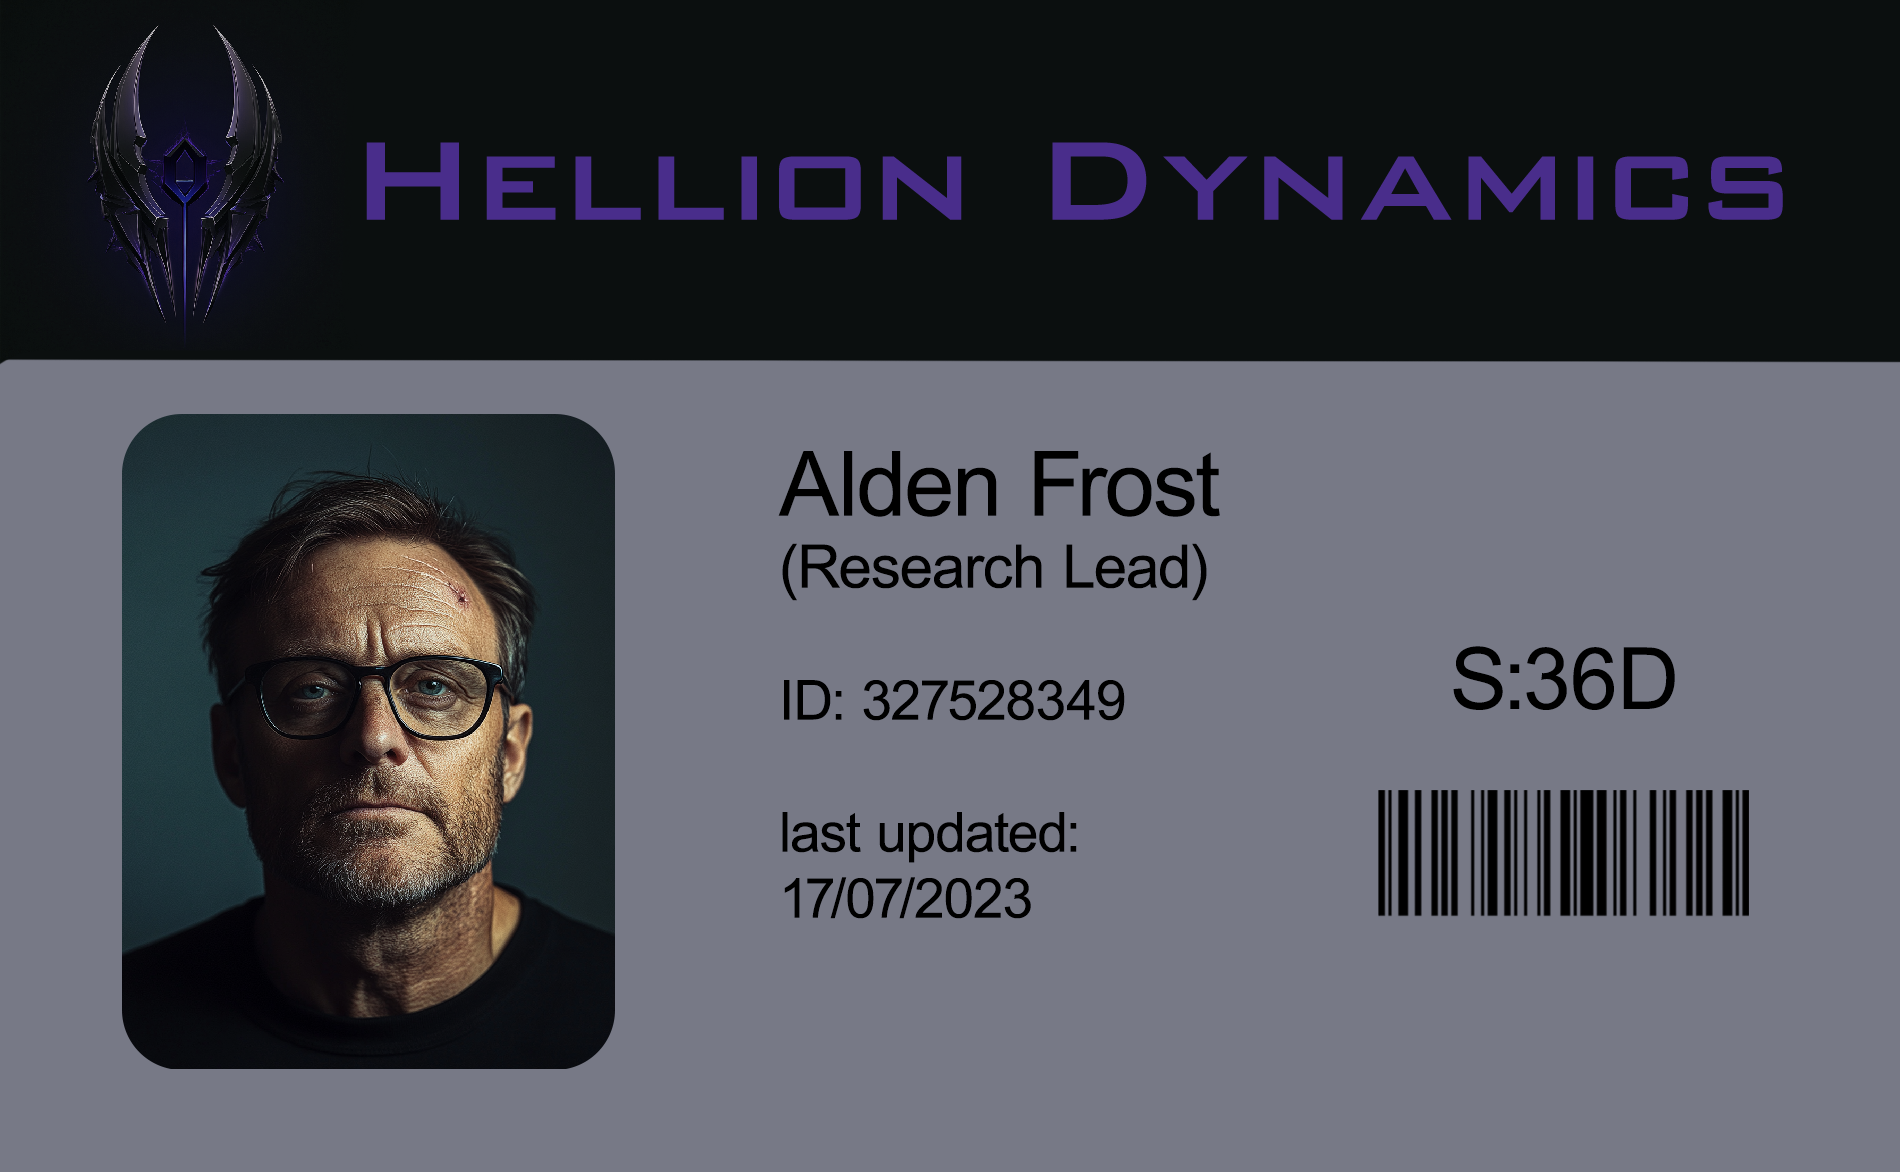 HELLION DYNAMICS
Alden Frost
(Research Lead)
ID: 327528349
S:36D
last updated:
17/07/2023